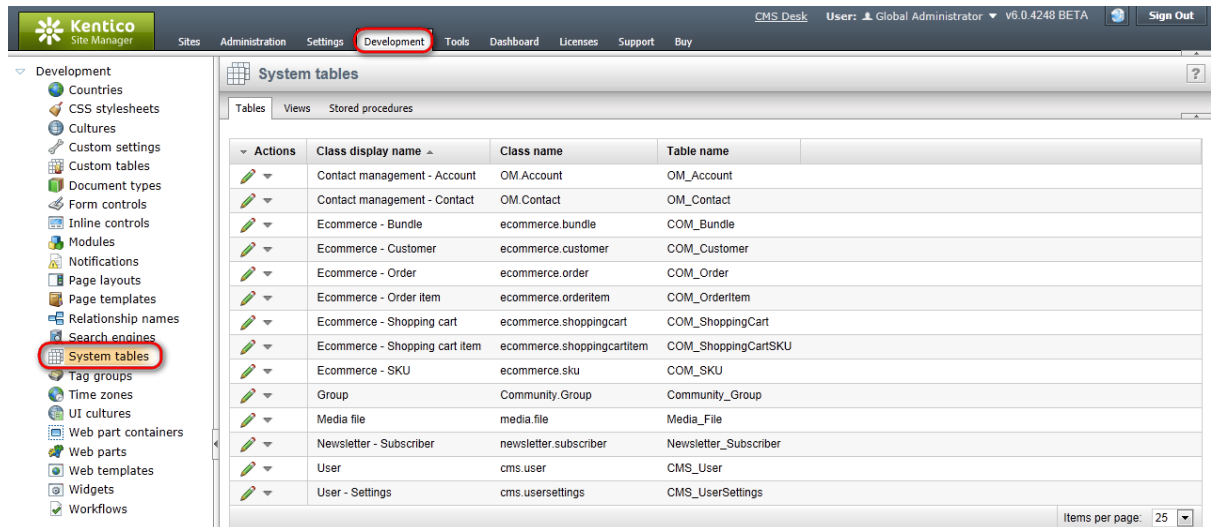 Kentico
Site Manager
CMS Desk User: Global Administrator v6.0.4248 BETA Sign Out
Sites Administration Settings Development Tools Dashboard Licenses Support Buy
Development
Countries
CSS stylesheets
Cultures
Custom settings
Custom tables
Document types
Form controls
Inline controls
Modules
Notifications
Page layouts
Page templates
Relationship names
Search engines
System tables
Tag groups
Time zones
UI cultures
Web part containers
Web parts
Web templates
Widgets
Workflows
System tables ?
Tables Views Stored procedures
Actions Class display name Class name Table name
Contact management - Account OM.Account OM_Account
Contact management - Contact OM.Contact OM_Contact
Ecommerce - Bundle ecommerce.bundle COM_Bundle
Ecommerce - Customer ecommerce.customer COM_Customer
Ecommerce - Order ecommerce.order COM_Order
Ecommerce - Order item ecommerce.orderitem COM_OrderItem
Ecommerce - Shopping cart ecommerce.shoppingcart COM_ShoppingCart
Ecommerce - Shopping cart item ecommerce.shoppingcartitem COM_ShoppingCartSKU
Ecommerce - SKU ecommerce.sku COM_SKU
Group Community.Group Community_Group
Media file media.file Media_File
Newsletter - Subscriber newsletter.subscriber Newsletter_Subscriber
User cms.user CMS_User
User - Settings cms.usersettings CMS_UserSettings
Items per page: 25